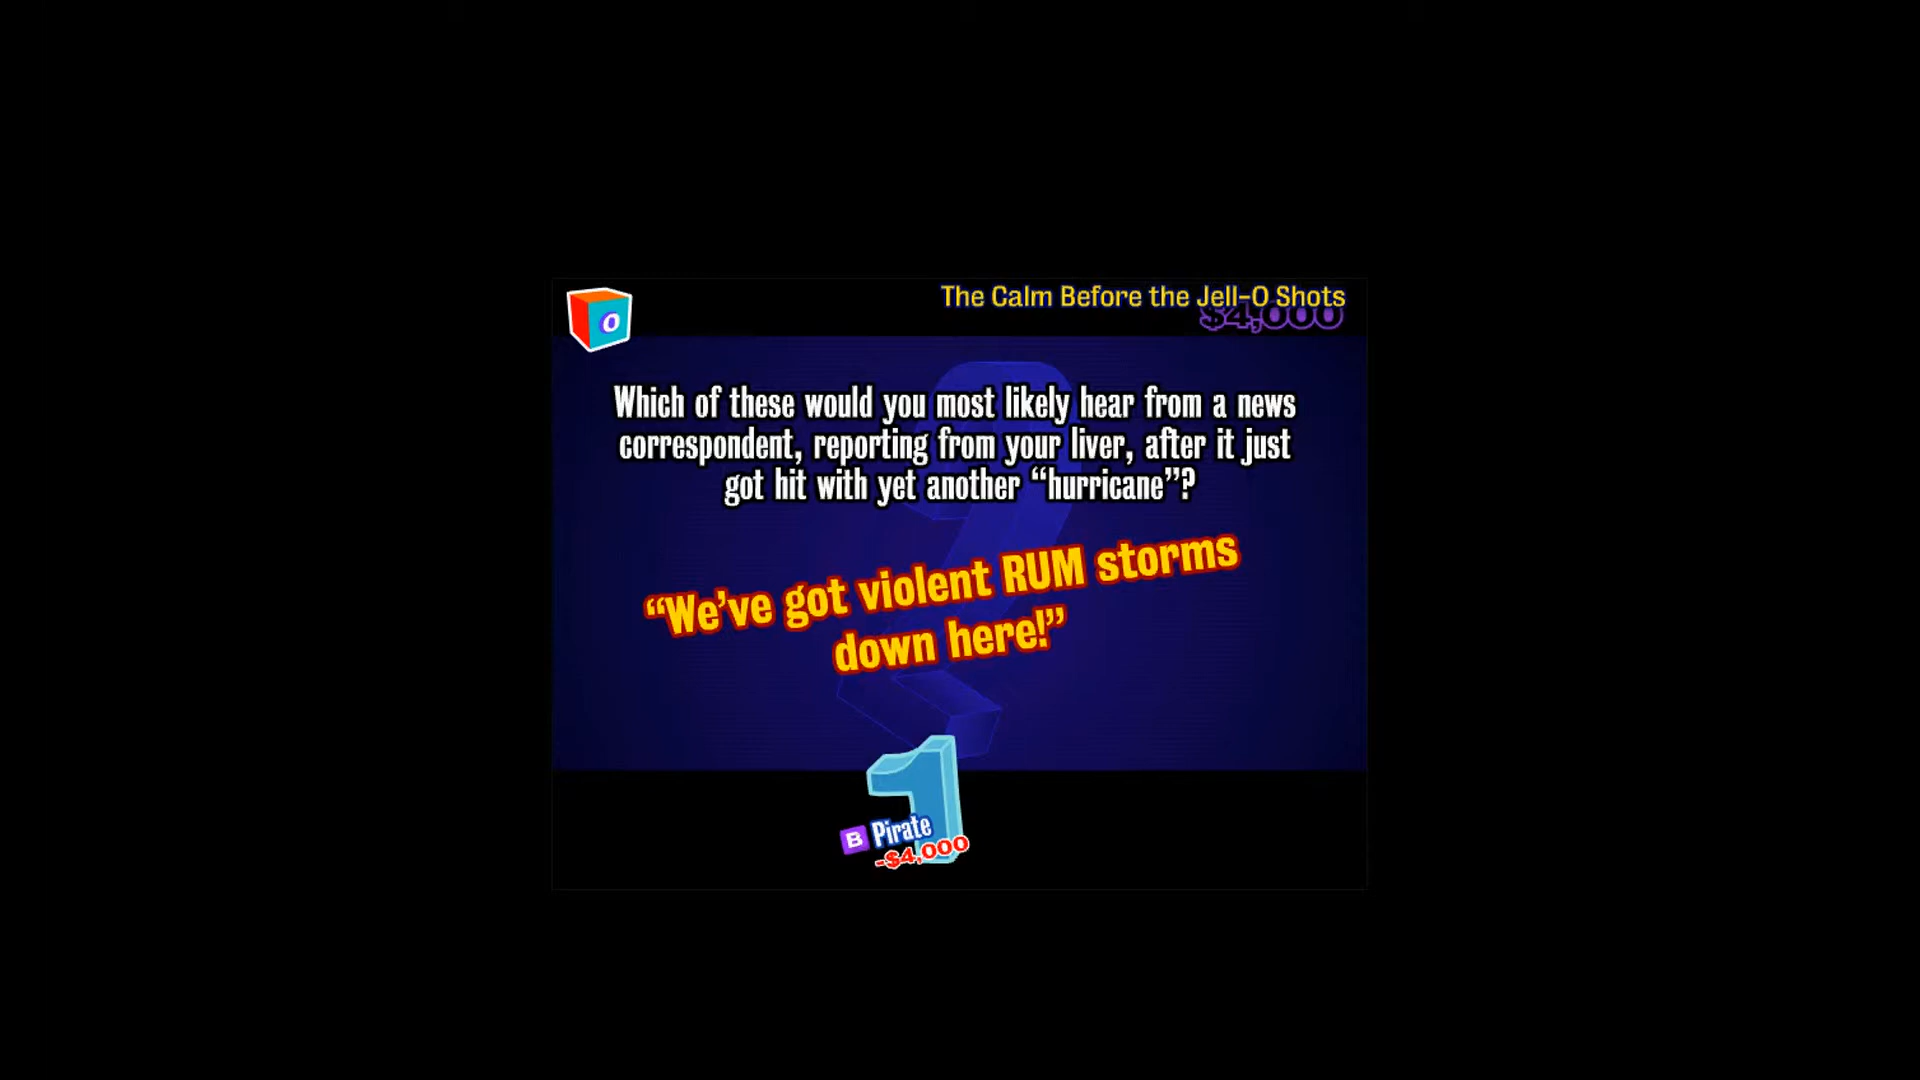 O
The Calm Before the Jell-O Shots
$4,000
Which of these would you most likely hear from a news
correspondent, reporting from your liver, after it just
got hit with yet another “hurricane”?
“We’ve got violent RUM storms
down here!”
1
B Pirate
-$4,000